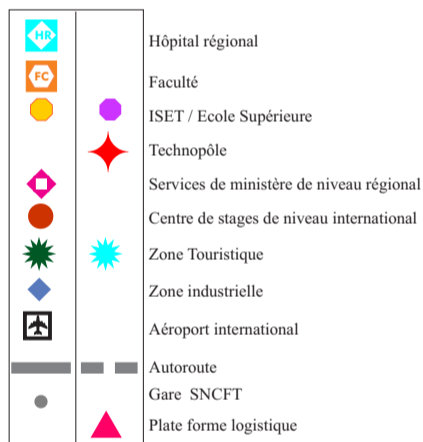 HR Hôpital régional
FC Faculté
ISET / Ecole Supérieure
Technopôle
Services de ministère de niveau régional
Centre de stages de niveau international
Zone Touristique
Zone industrielle
Aéroport international
Autoroute
Gare SNCFT
Plate forme logistique